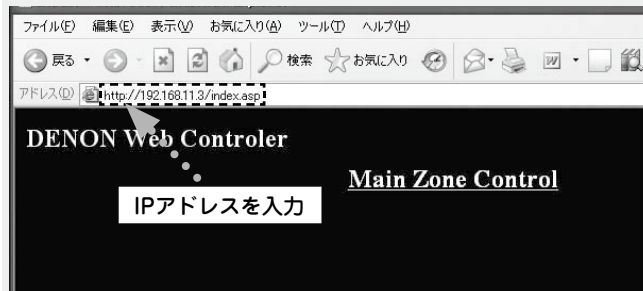 ファイル(F) 編集(E) 表示(V) お気に入り(A) ツール(T) ヘルプ(H)
戻る 検索 お気に入り W
アドレス(D) http://192.168.11.3/index.asp
DENON Web Controler
Main Zone Control
IPアドレスを入力